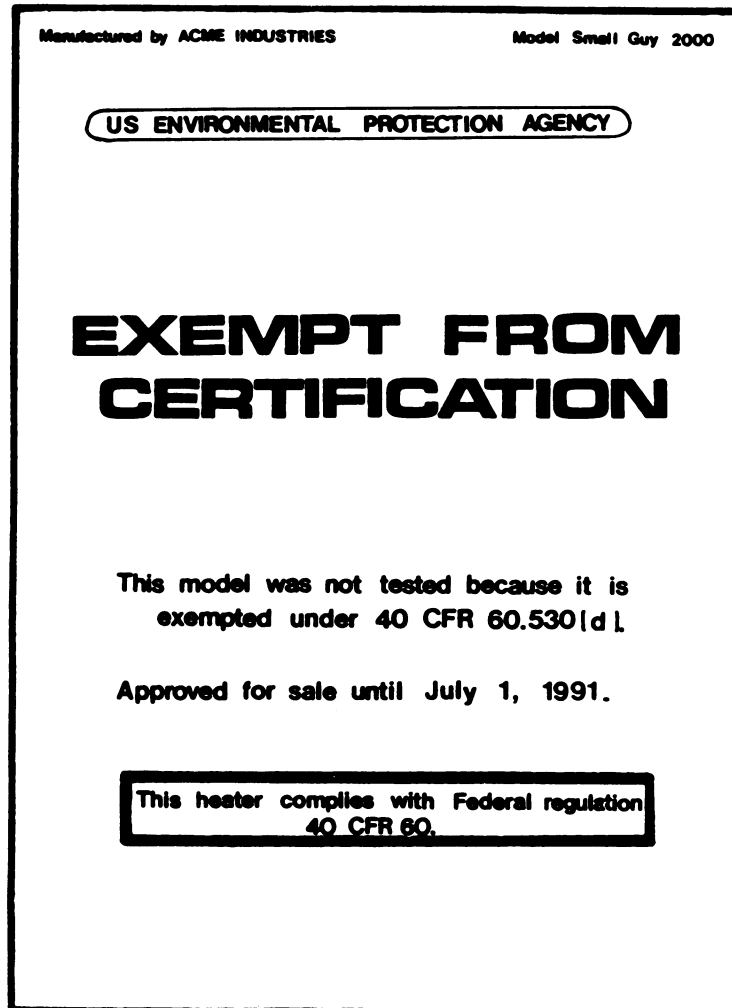 Manufactured by ACME INDUSTRIES Model Small Guy 2000
US ENVIRONMENTAL PROTECTION AGENCY
EXEMPT FROM
CERTIFICATION
This model was not tested because it is
exempted under 40 CFR 60.530(d).
Approved for sale until July 1, 1991.
This heater complies with Federal regulation
40 CFR 60.